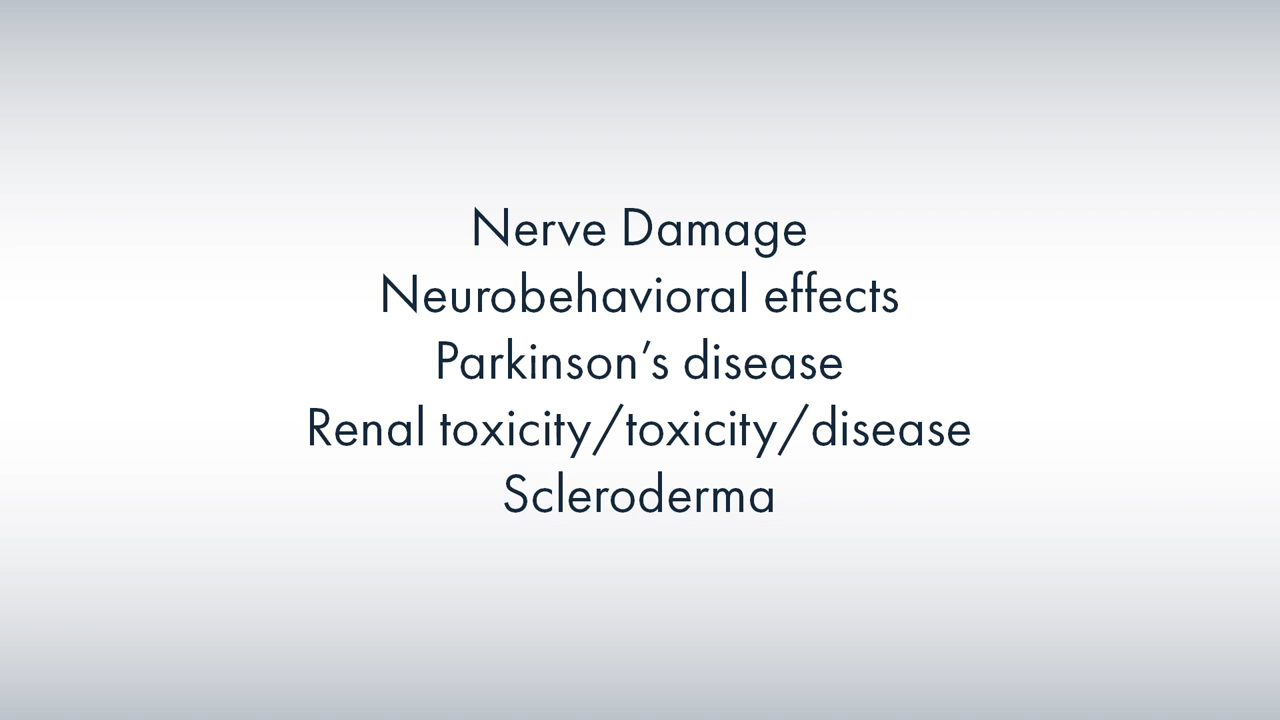 Nerve Damage
Neurobehavioral effects
Parkinson’s disease
Renal toxicity/toxicity/disease
Scleroderma